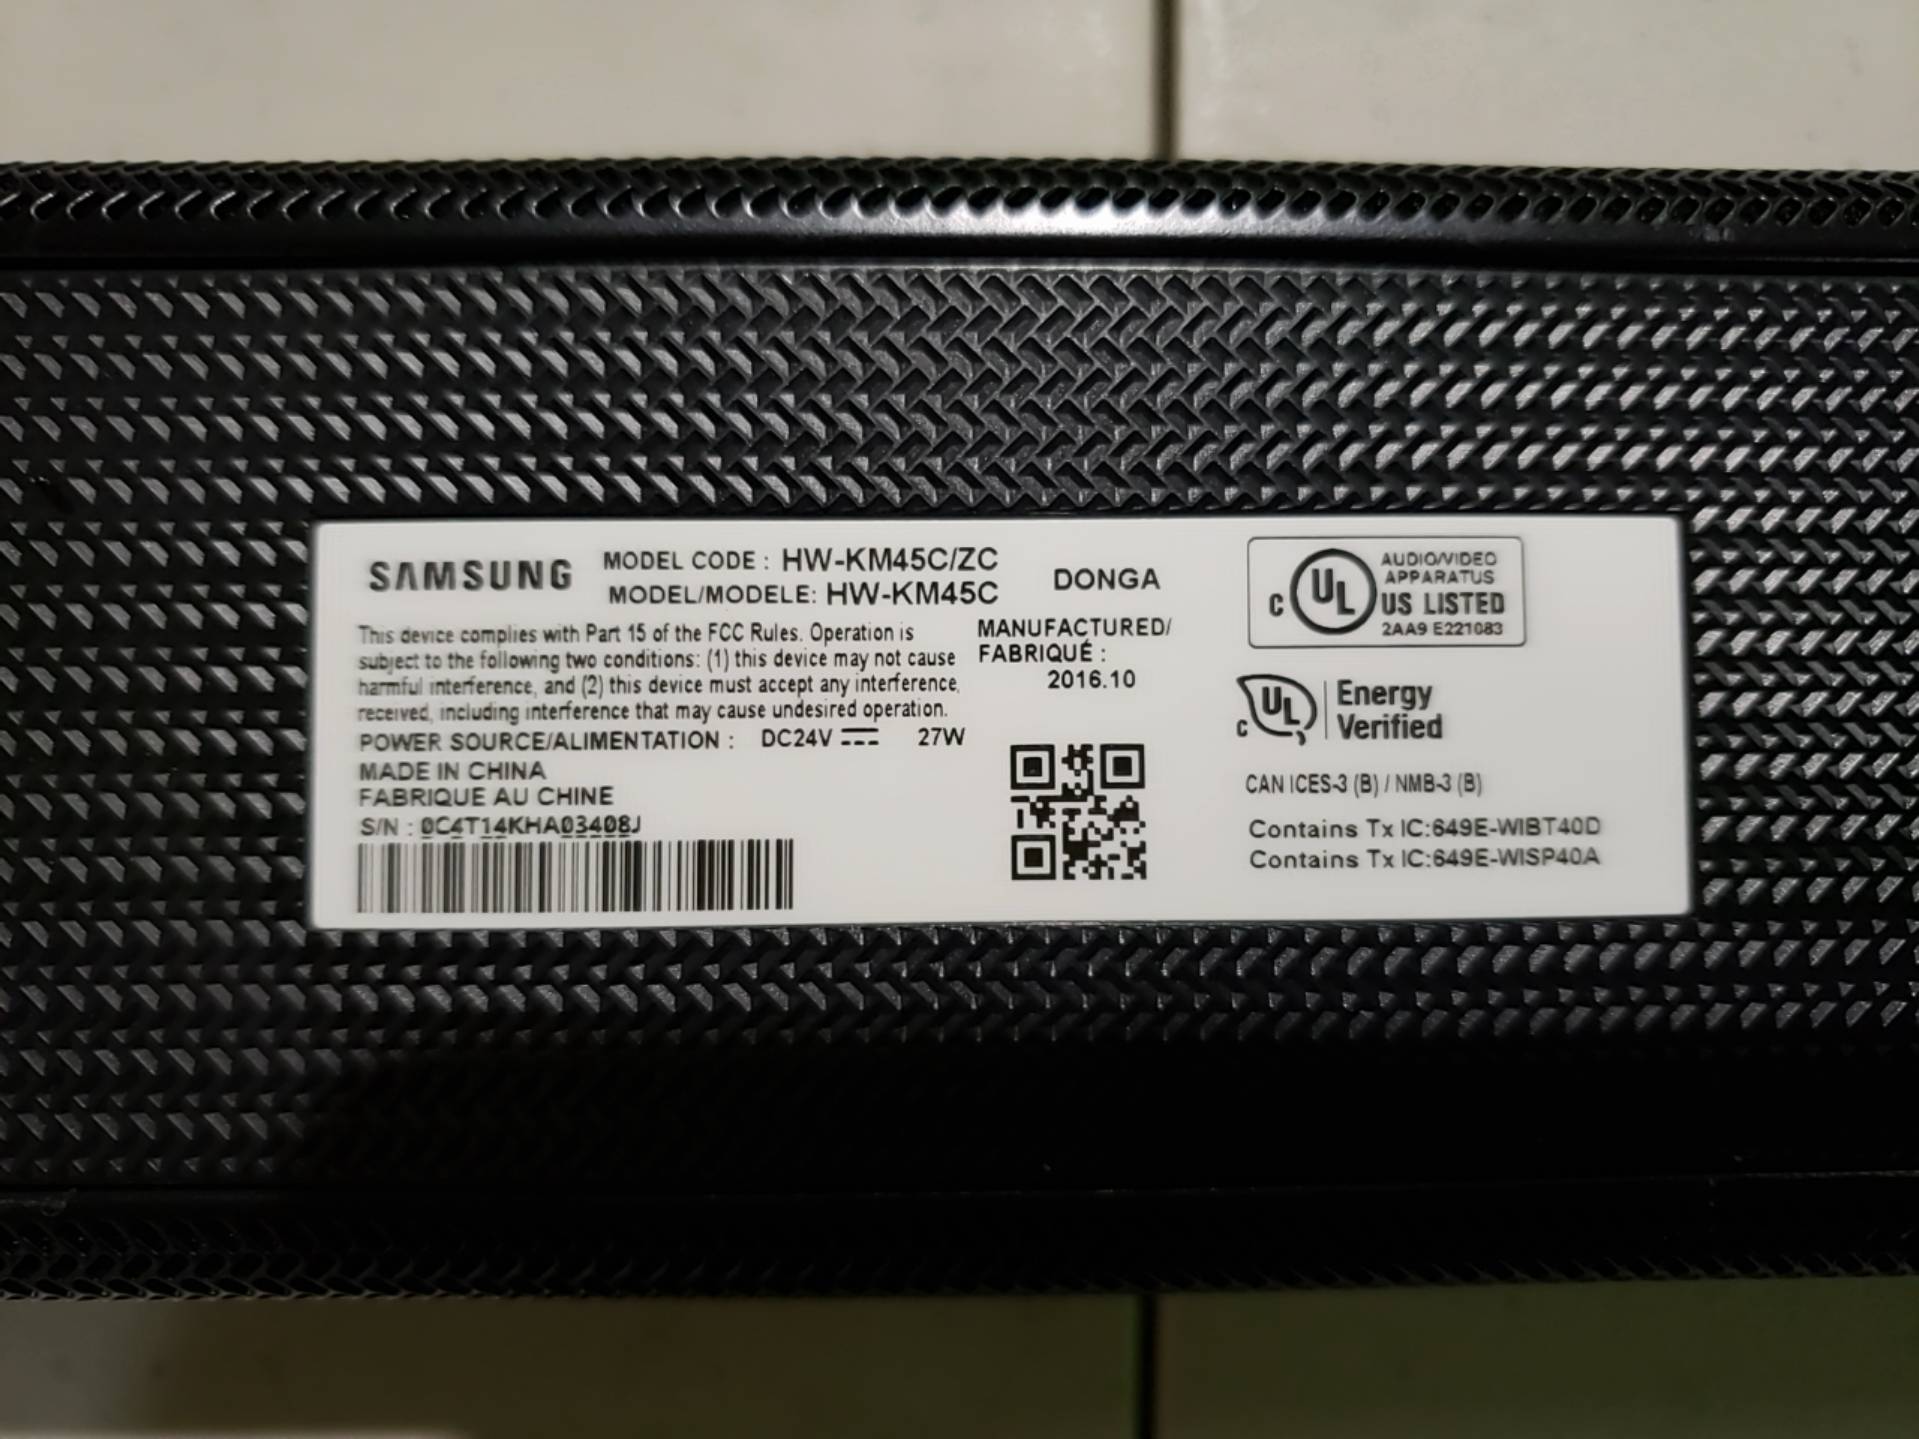 SAMSUNG
MODEL CODE : HW-KM45C/ZC
MODEL/MODELE: HW-KM45C
This device complies with Part 15 of the FCC Rules. Operation is
subject to the following two conditions: (1) this device may not cause
harmful interference, and (2) this device must accept any interference,
received, including interference that may cause undesired operation.
POWER SOURCE/ALIMENTATION : DC24V 27W
MADE IN CHINA
FABRIQUE AU CHINE
S/N : 0C4T14KHA03408J
DONGA
MANUFACTURED/
FABRIQUÉ :
2016.10
C UL
AUDIO/VIDEO
APPARATUS
US LISTED
2AA9 E221083
C UL
Energy
Verified
CAN ICES-3 (B) / NMB-3 (B)
Contains Tx IC:649E-WIBT40D
Contains Tx IC:649E-WISP40A